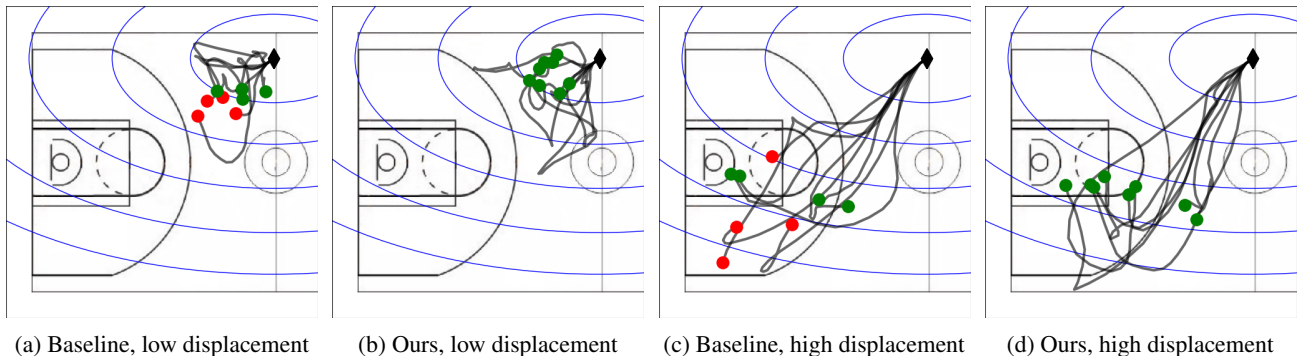 (a) Baseline, low displacement
(b) Ours, low displacement
(c) Baseline, high displacement
(d) Ours, high displacement